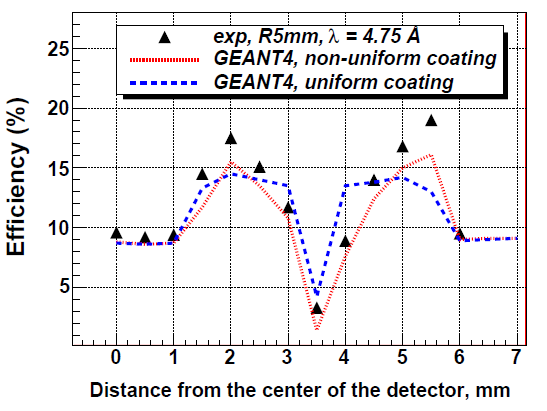 exp, R5mm, λ = 4.75 Å
GEANT4, non-uniform coating
GEANT4, uniform coating
Efficiency (%)
25
20
15
10
5
0 1 2 3 4 5 6 7
Distance from the center of the detector, mm